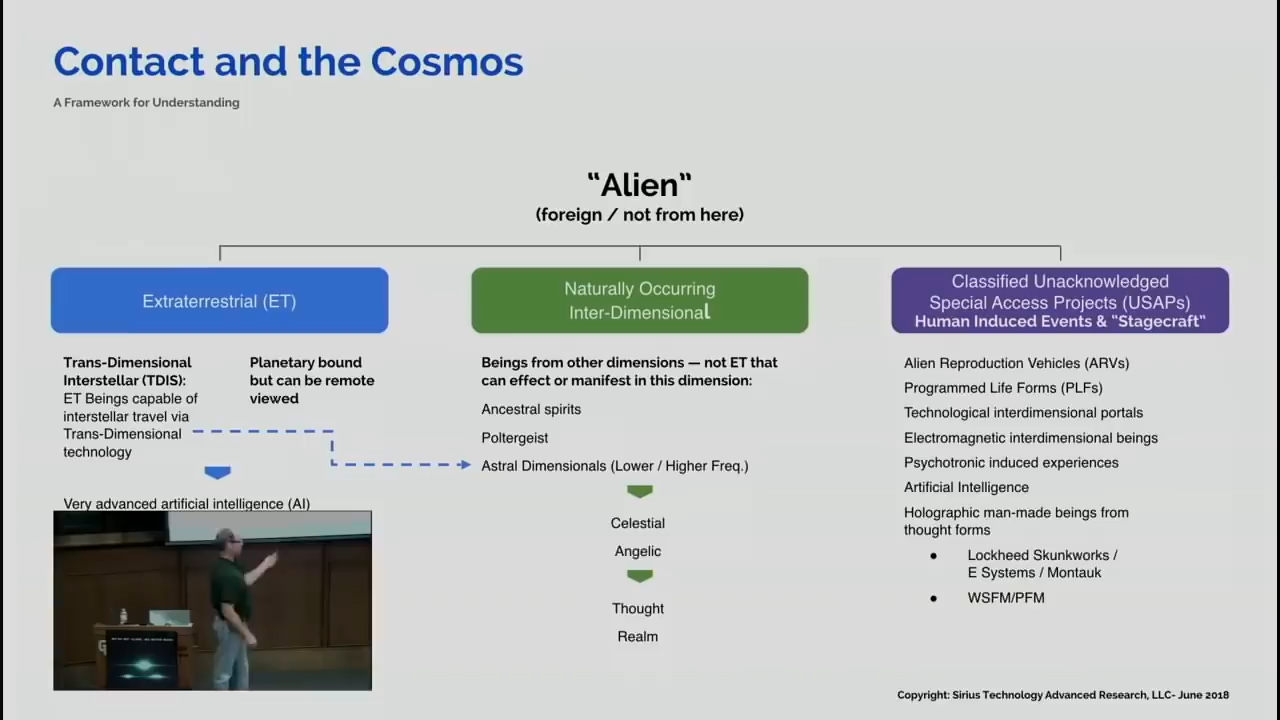 Contact and the Cosmos
A Framework for Understanding
“Alien”
(foreign / not from here)
Extraterrestrial (ET)
Trans-Dimensional
Interstellar (TDIS):
ET Beings capable of
interstellar travel via
Trans-Dimensional
technology
Planetary bound
but can be remote
viewed
Very advanced artificial intelligence (AI)
Naturally Occurring
Inter-Dimensional
Beings from other dimensions — not ET that
can effect or manifest in this dimension:
Ancestral spirits
Poltergeist
Astral Dimensionals (Lower / Higher Freq.)
Celestial
Angelic
Thought
Realm
Classified Unacknowledged
Special Access Projects (USAPs)
Human Induced Events & “Stagecraft”
Alien Reproduction Vehicles (ARVs)
Programmed Life Forms (PLFs)
Technological interdimensional portals
Electromagnetic interdimensional beings
Psychotronic induced experiences
Artificial Intelligence
Holographic man-made beings from
thought forms
● Lockheed Skunkworks /
E Systems / Montauk
● WSFM/PFM
Copyright: Sirius Technology Advanced Research, LLC- June 2018